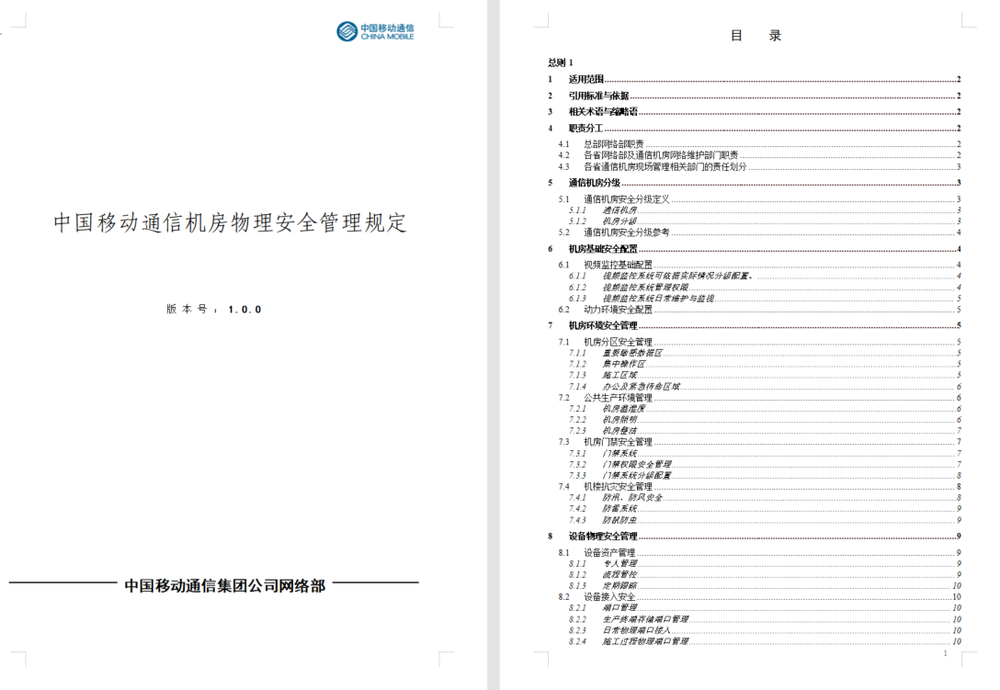 中国移动通信
CHINA MOBILE
中国移动通信机房物理安全管理规定
版 本 号 ： 1.0.0
中国移动通信集团公司网络部
目 录
总则 1
1 适用范围 2
2 引用标准与依据 2
3 相关术语与缩略语 2
4 职责分工 2
4.1 总部网络部职责 2
4.2 各省网络部及通信机房网络维护部门职责 2
4.3 各省通信机房现场管理相关部门的责任划分 3
5 通信机房分级 3
5.1 通信机房安全分级定义 3
5.1.1 通信机房 3
5.1.2 机房分级 3
5.2 通信机房安全分级参考 4
6 机房基础安全配置 4
6.1 视频监控基础配置 4
6.1.1 视频监控系统可依据实际情况分级配置。 4
6.1.2 视频监控系统管理权限 4
6.1.3 视频监控系统日常维护与监视 5
6.2 动力环境安全配置 5
7 机房环境安全管理 5
7.1 机房分区安全管理 5
7.1.1 重要敏感数据区 5
7.1.2 集中操作区 5
7.1.3 施工区域 5
7.1.4 办公及紧急待命区域 6
7.2 公共生产环境管理 6
7.2.1 机房温湿度 6
7.2.2 机房照明 6
7.2.3 机房整洁 7
7.3 机房门禁安全管理 7
7.3.1 门禁系统 7
7.3.2 门禁权限安全管理 7
7.3.3 门禁系统分级配置 8
7.4 机楼抗灾安全管理 8
7.4.1 防汛、防风安全 8
7.4.2 防雷系统 9
7.4.3 防鼠防虫 9
8 设备物理安全管理 9
8.1 设备资产管理 9
8.1.1 专人管理 9
8.1.2 流程管控 9
8.1.3 定期跟踪 10
8.2 设备接入安全 10
8.2.1 端口管理 10
8.2.2 生产终端存储端口管理 10
8.2.3 日常物理端口接入 10
8.2.4 施工过程物理端口管理 10
I